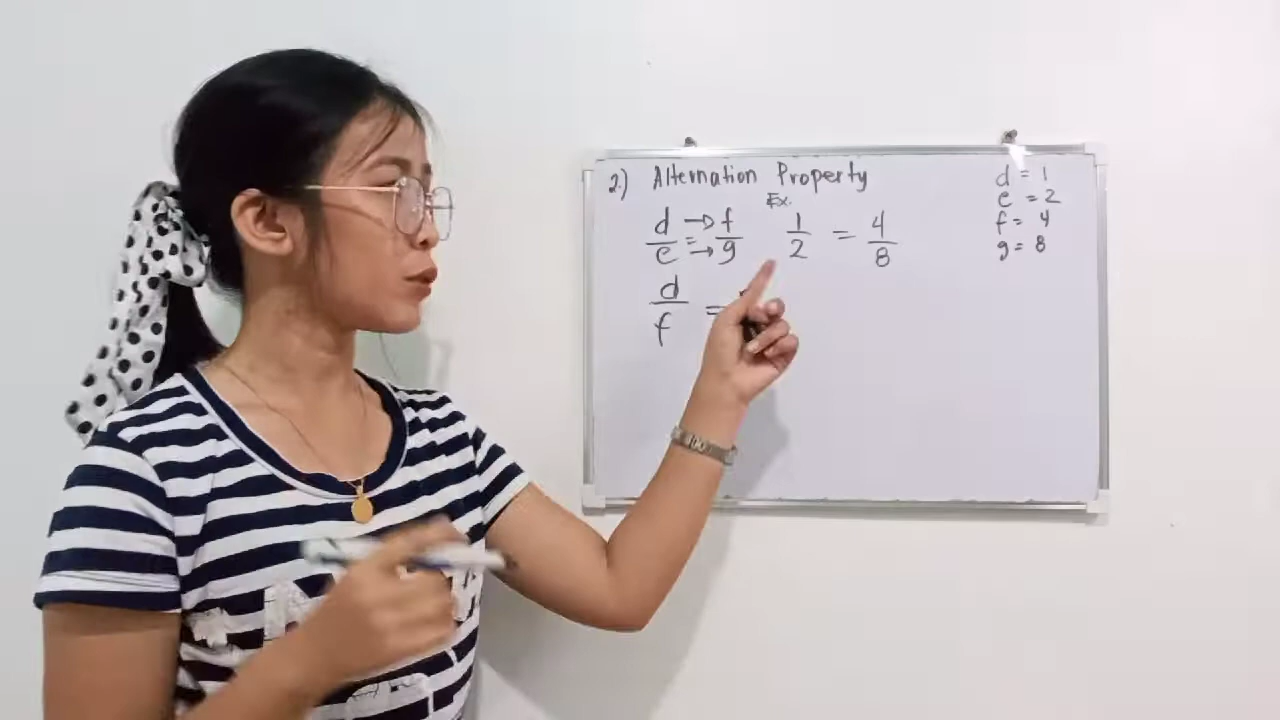 2.) Alternation Property
Ex.
d/e = f/g → →
1/2 = 4/8
d/f =
d = 1
e = 2
f = 4
g = 8